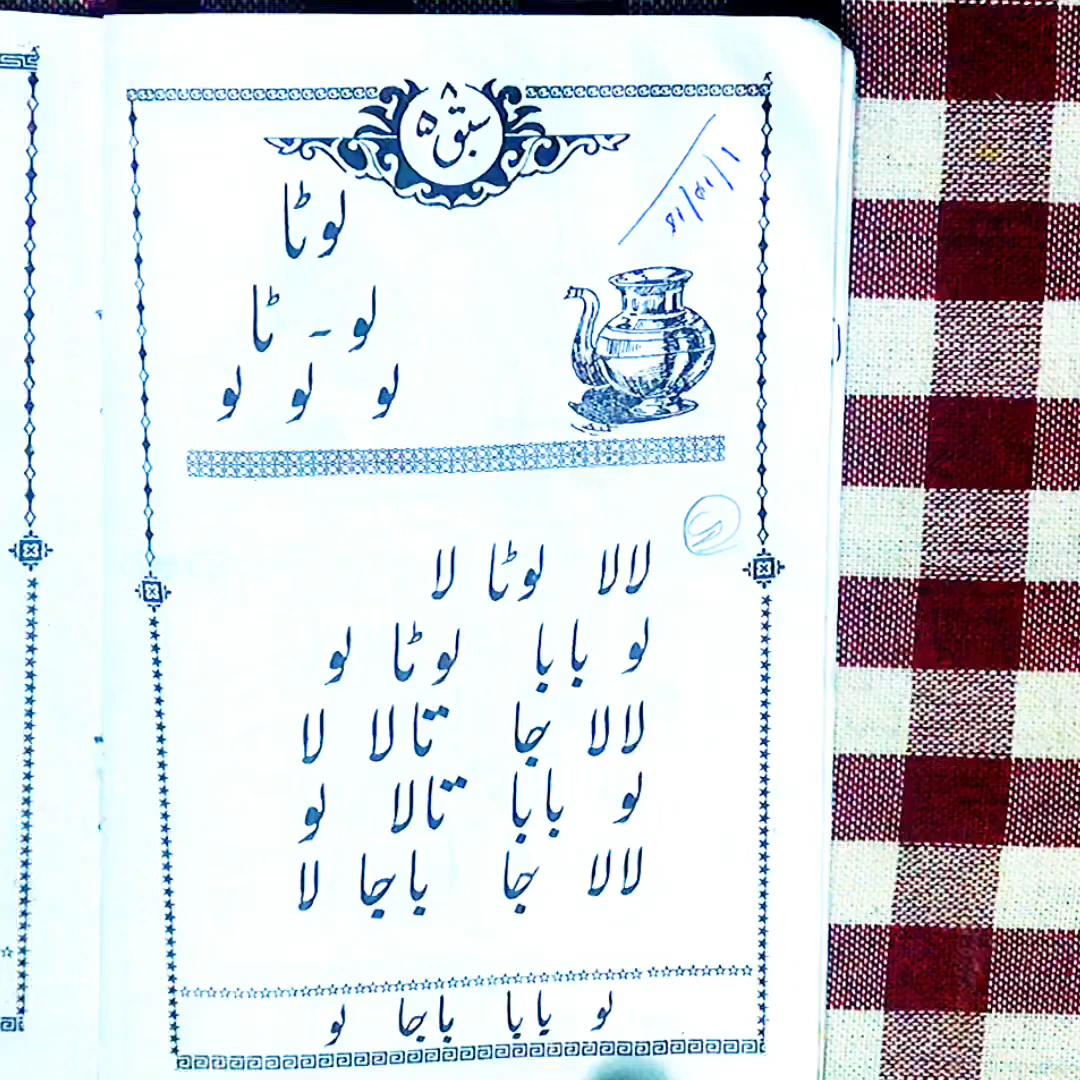 ۸
سبق ۵
لوٹا
لو - ٹا
لو لو لو
لالا لوٹا لا
لو بابا لوٹا لو
لالا جا تالا لا
لو بابا تالا لو
لالا جا باجا لا
لو بابا باجا لو